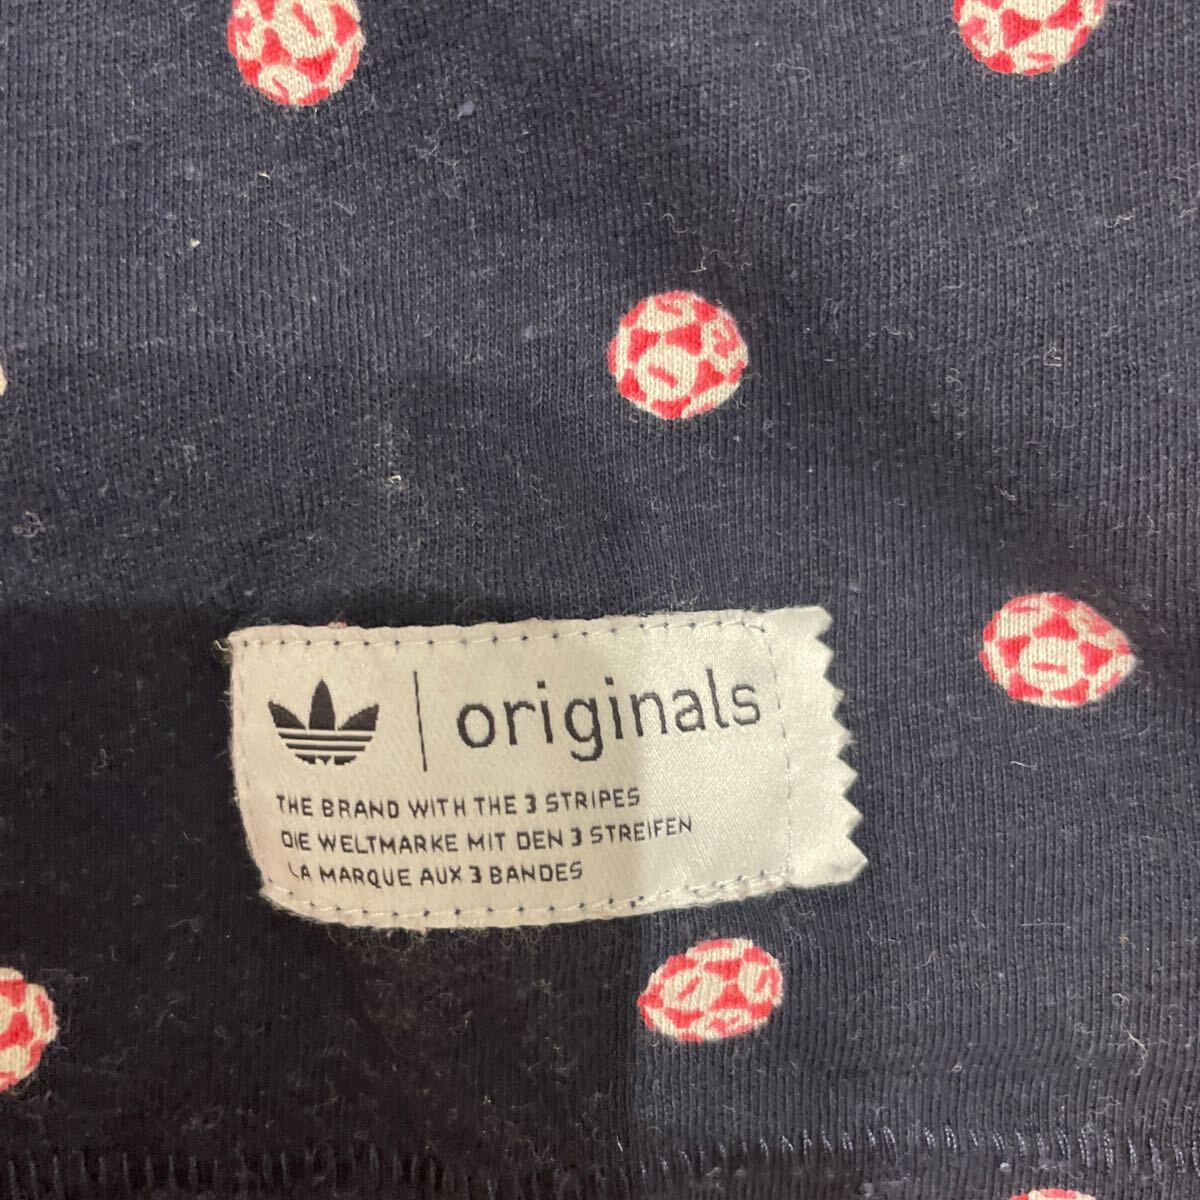 originals
THE BRAND WITH THE 3 STRIPES
DIE WELTMARKE MIT DEN 3 STREIFEN
LA MARQUE AUX 3 BANDES